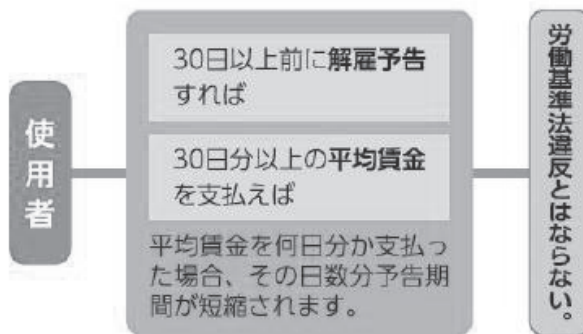 使用者
30日以上前に解雇予告
すれば
30日分以上の平均賃金
を支払えば
平均賃金を何日分か支払っ
た場合、その日数分予告期
間が短縮されます。
労働基準法違反とはならない。